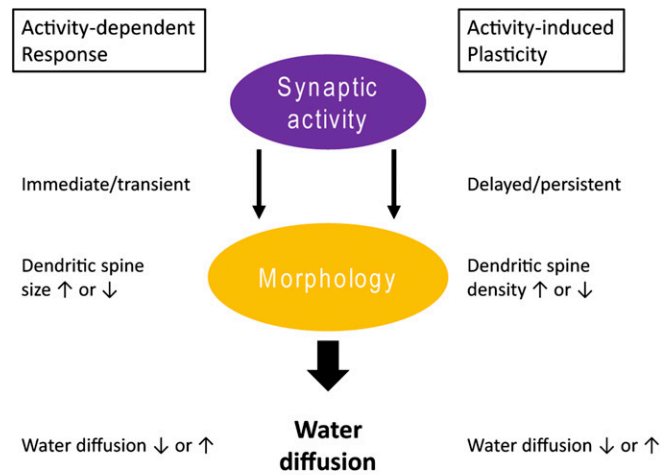 Activity-dependent
Response
Activity-induced
Plasticity
Synaptic
activity
Immediate/transient
Delayed/persistent
Dendritic spine
size ↑ or ↓
Morphology
Dendritic spine
density ↑ or ↓
Water diffusion ↓ or ↑
Water
diffusion
Water diffusion ↓ or ↑